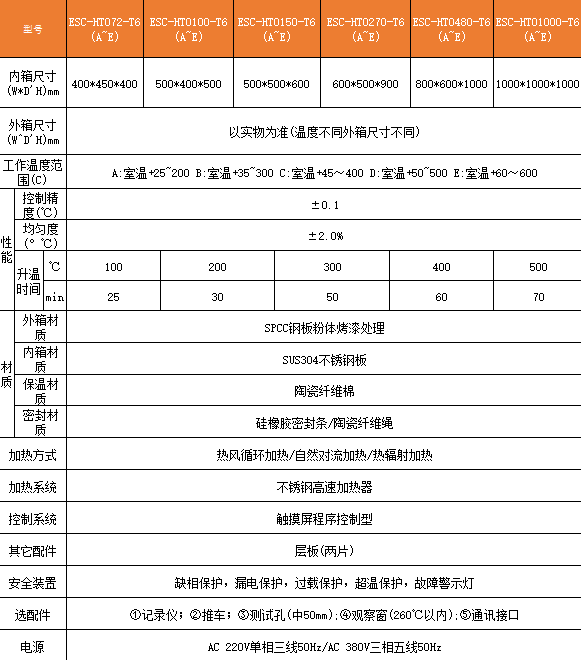 型号 ESC-HT072-T6 (A~E) ESC-HT0100-T6 (A~E) ESC-HT0150-T6 (A~E) ESC-HT0270-T6 (A~E) ESC-HT0480-T6 (A~E) ESC-HT01000-T6 (A~E)
内箱尺寸(W*D'H)mm 400*450*400 500*400*500 500*500*600 600*500*900 800*600*1000 1000*1000*1000
外箱尺寸(W^D'H)mm 以实物为准(温度不同外箱尺寸不同)
工作温度范围(C) A:室温+25~200 B:室温+35~300 C:室温+45～400 D:室温+50~500 E:室温+60～600
性能 控制精度(℃) ±0.1
均匀度(° ℃) ±2.0%
升温时间 ℃ 100 200 300 400 500
min 25 30 50 60 70
材质 外箱材质 SPCC钢板粉体烤漆处理
内箱材质 SUS304不锈钢板
保温材质 陶瓷纤维棉
密封材质 硅橡胶密封条/陶瓷纤维绳
加热方式 热风循环加热/自然对流加热/热辐射加热
加热系统 不锈钢高速加热器
控制系统 触摸屏程序控制型
其它配件 层板(两片)
安全装置 缺相保护，漏电保护，过载保护，超温保护，故障警示灯
选配件 ①记录仪；②推车；③测试孔(中50mm);④观察窗(260℃以内);⑤通讯接口
电源 AC 220V单相三线50Hz/AC 380V三相五线50Hz